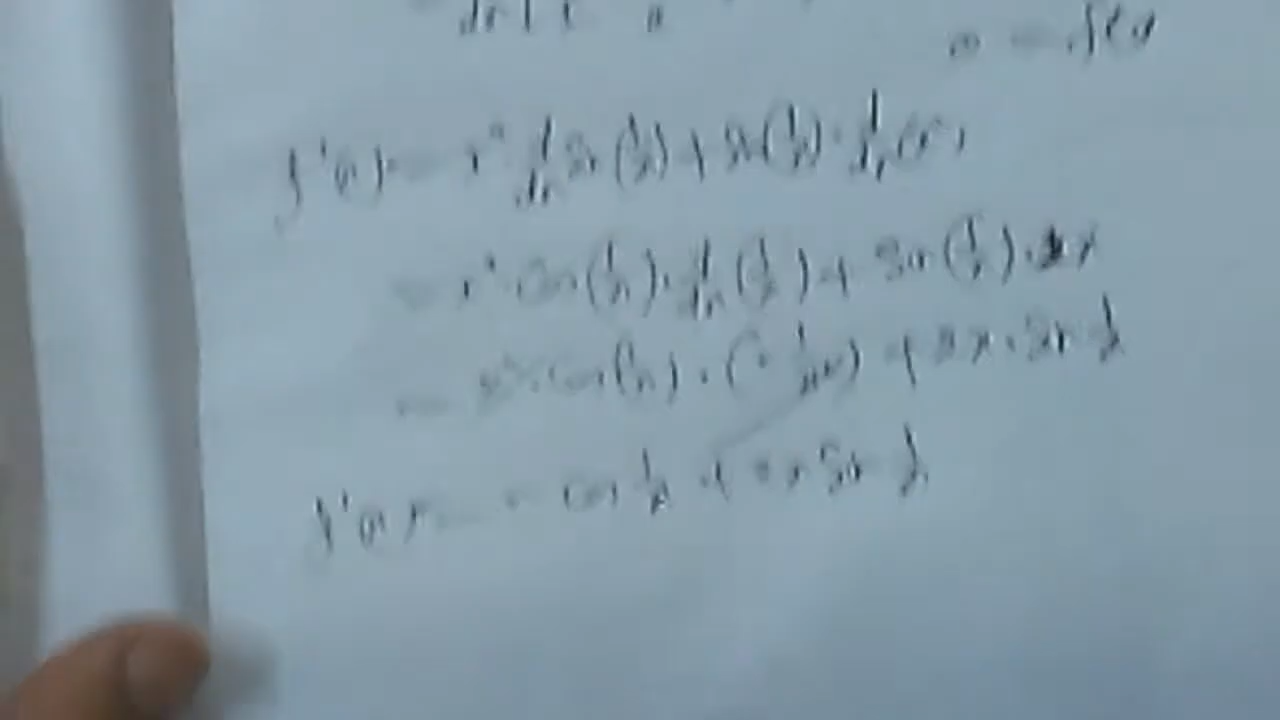 f'(x) = x² d/dx Sin(1/x) + Sin(1/x) · d/dx(x²)
= x² Cos(1/x) · d/dx(1/x) + Sin(1/x) · 2x
= x² · Cos(1/x) · (-1/x²) + 2x · Sin 1/x
f'(x) = - Cos 1/x + 2x Sin 1/x